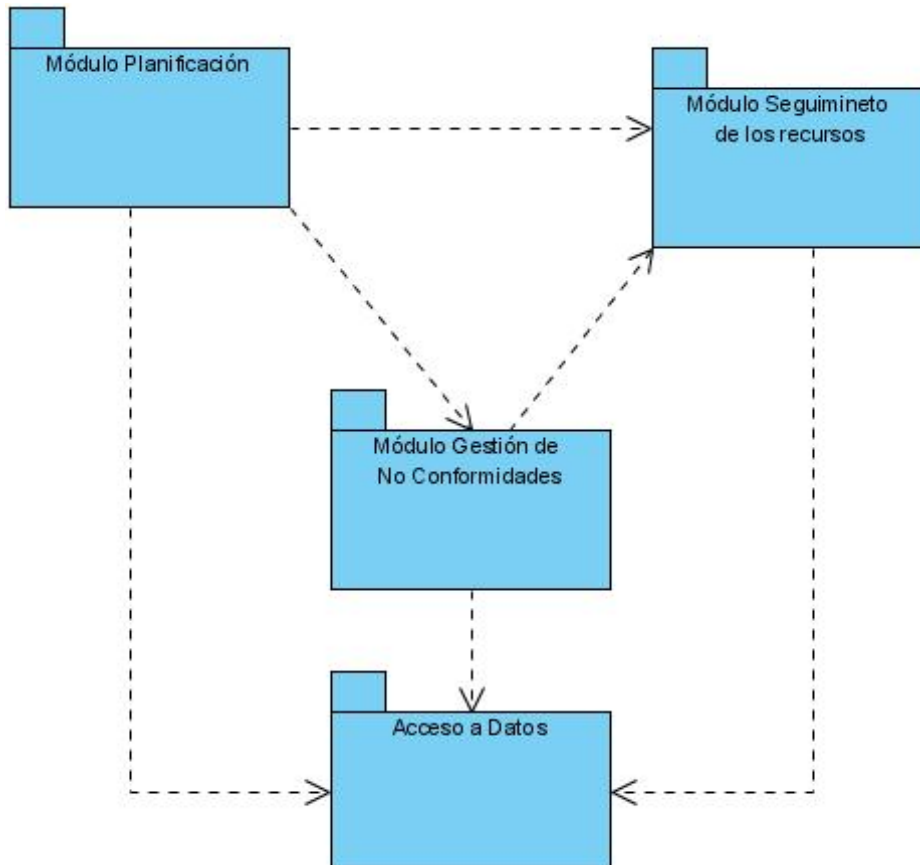 Módulo Planificación
Módulo Seguimineto
de los recursos
Módulo Gestión de
No Conformidades
Acceso a Datos